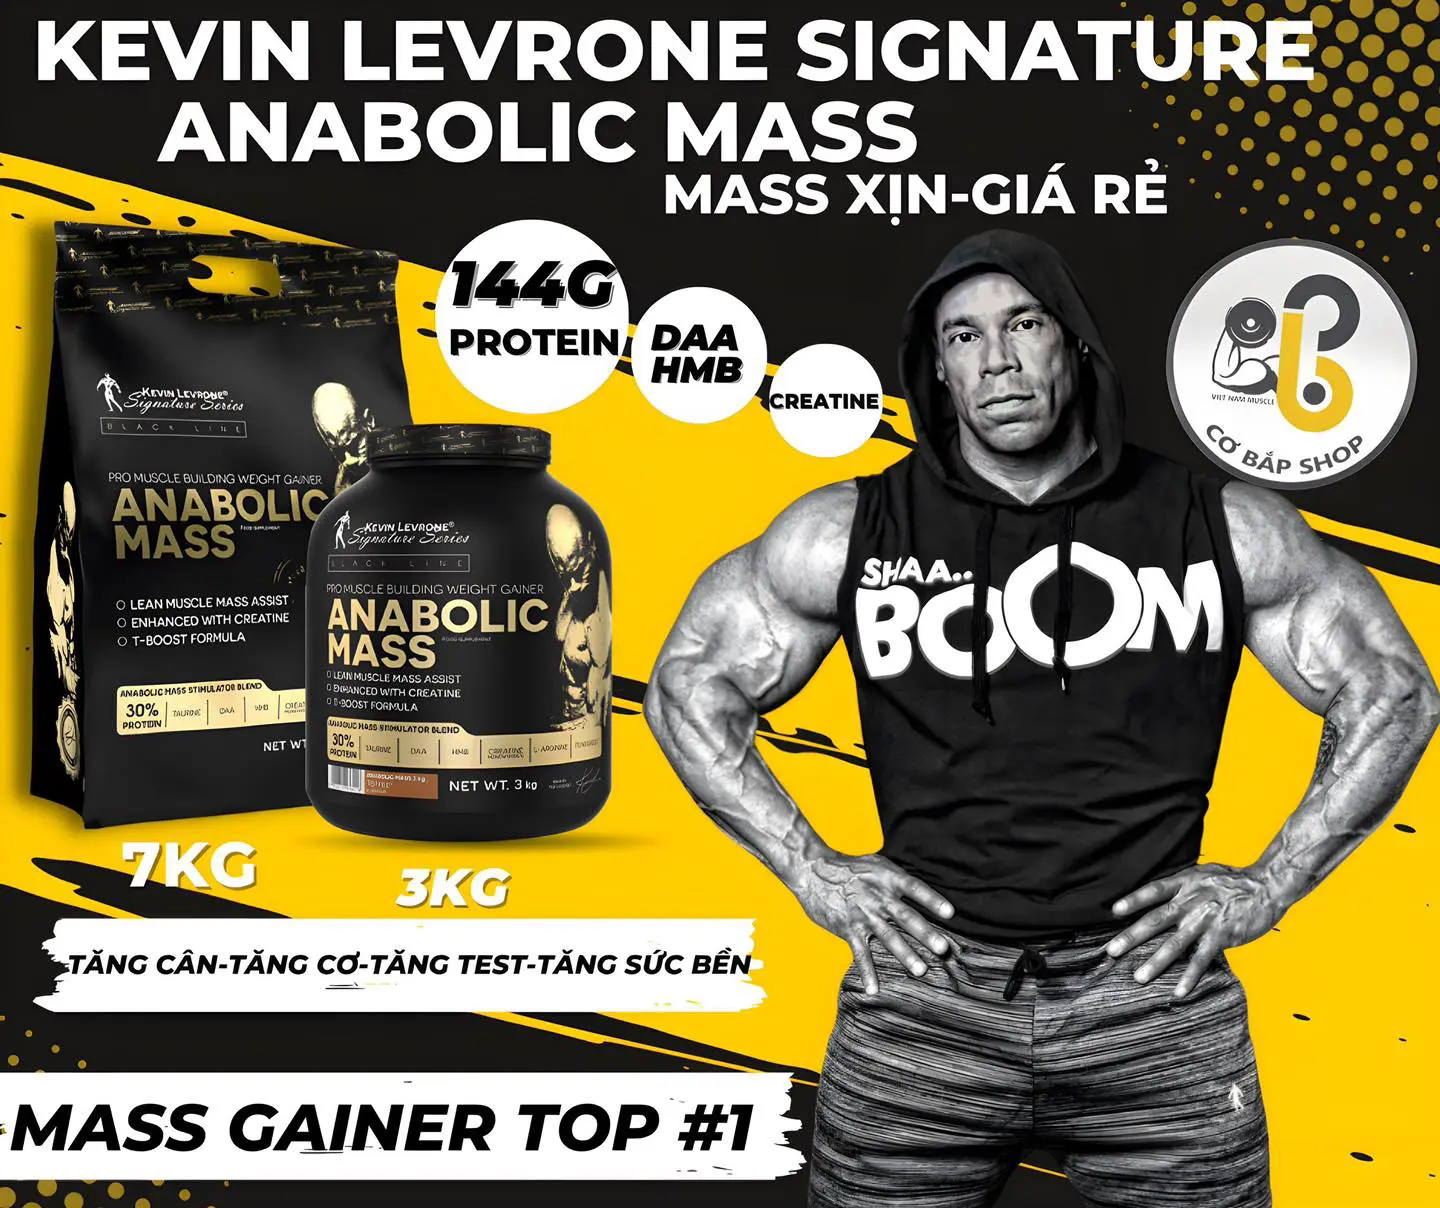 KEVIN LEVRONE SIGNATURE
ANABOLIC MASS
MASS XỊN-GIÁ RẺ
144G
PROTEIN
DAA
HMB
CREATINE
VIET NAM MUSCLE
CƠ BẮP SHOP
KEVIN LEVRONE®
Signature Series
BLACK LINE
PRO MUSCLE BUILDING WEIGHT GAINER
ANABOLIC
MASS
FOOD SUPPLEMENT
LEAN MUSCLE MASS ASSIST
ENHANCED WITH CREATINE
T-BOOST FORMULA
ANABOLIC MASS STIMULATOR BLEND
30%
PROTEIN
TAURINE
DAA
HMB
NET WT
KEVIN LEVRONE®
Signature Series
BLACK LINE
PRO MUSCLE BUILDING WEIGHT GAINER
ANABOLIC
MASS
FOOD SUPPLEMENT
LEAN MUSCLE MASS ASSIST
ENHANCED WITH CREATINE
T-BOOST FORMULA
ANABOLIC MASS STIMULATOR BLEND
30%
PROTEIN
TAURINE
DAA
HMB
CREATINE
L-ARGININE
NET WT. 3 kg
SHAA..
BOOM
7KG
3KG
TĂNG CÂN-TĂNG CƠ-TĂNG TEST-TĂNG SỨC BỀN
MASS GAINER TOP #1